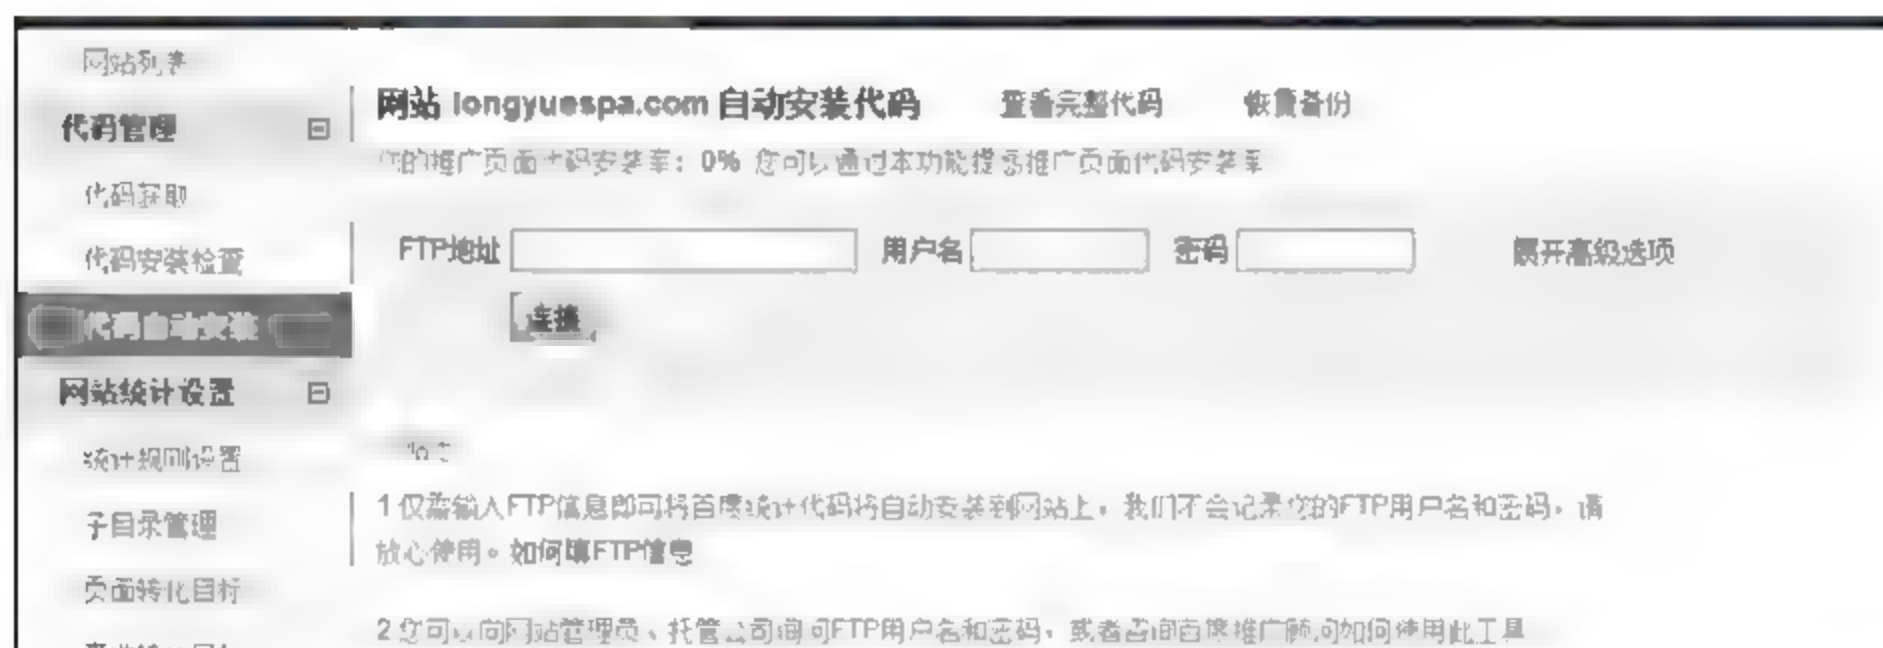 网站列表
代码管理
代码获取
代码安装检查
代码自动安装
网站统计设置
统计规则设置
子目录管理
页面转化目标
网站 longyuespa.com 自动安装代码 查看完整代码 恢复备份
您的推广页面代码安装率：0% 您可以通过本功能提高推广页面代码安装率
FTP地址 用户名 密码 展开高级选项
连接
1 仅需输入FTP信息即可将百度统计代码将自动安装到网站上，我们不会记录您的FTP用户名和密码，请
放心使用。如何填FTP信息
2 您可以向网站管理员、托管公司询问FTP用户名和密码，或者咨询百度推广顾问如何使用此工具